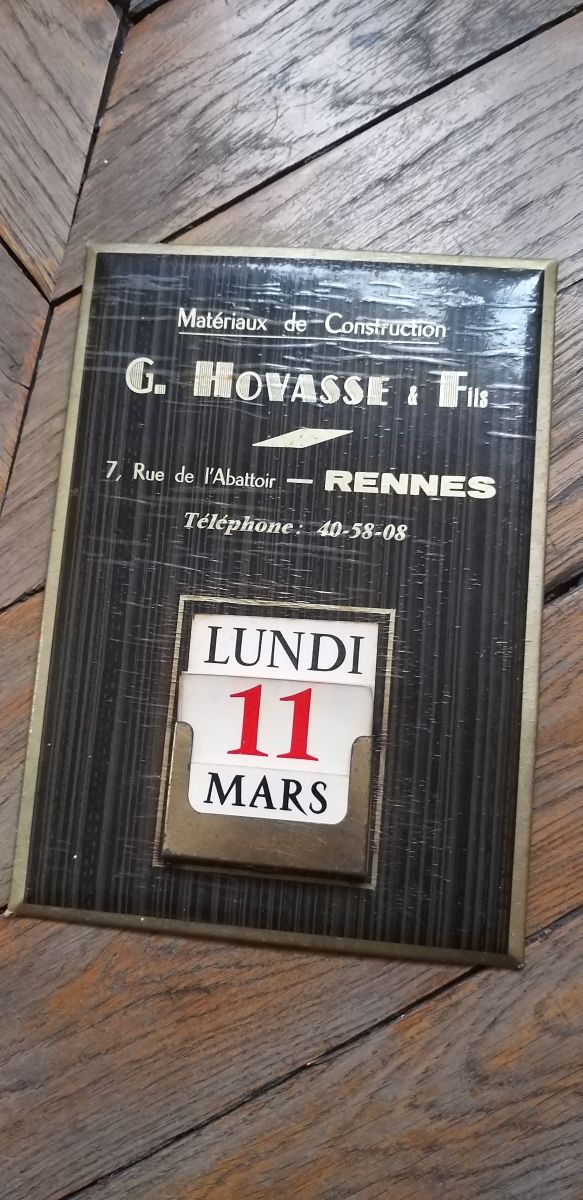 Matériaux de Construction
G. HOVASSE & Fils
7, Rue de l'Abattoir — RENNES
Téléphone: 40-58-08
LUNDI
11
MARS